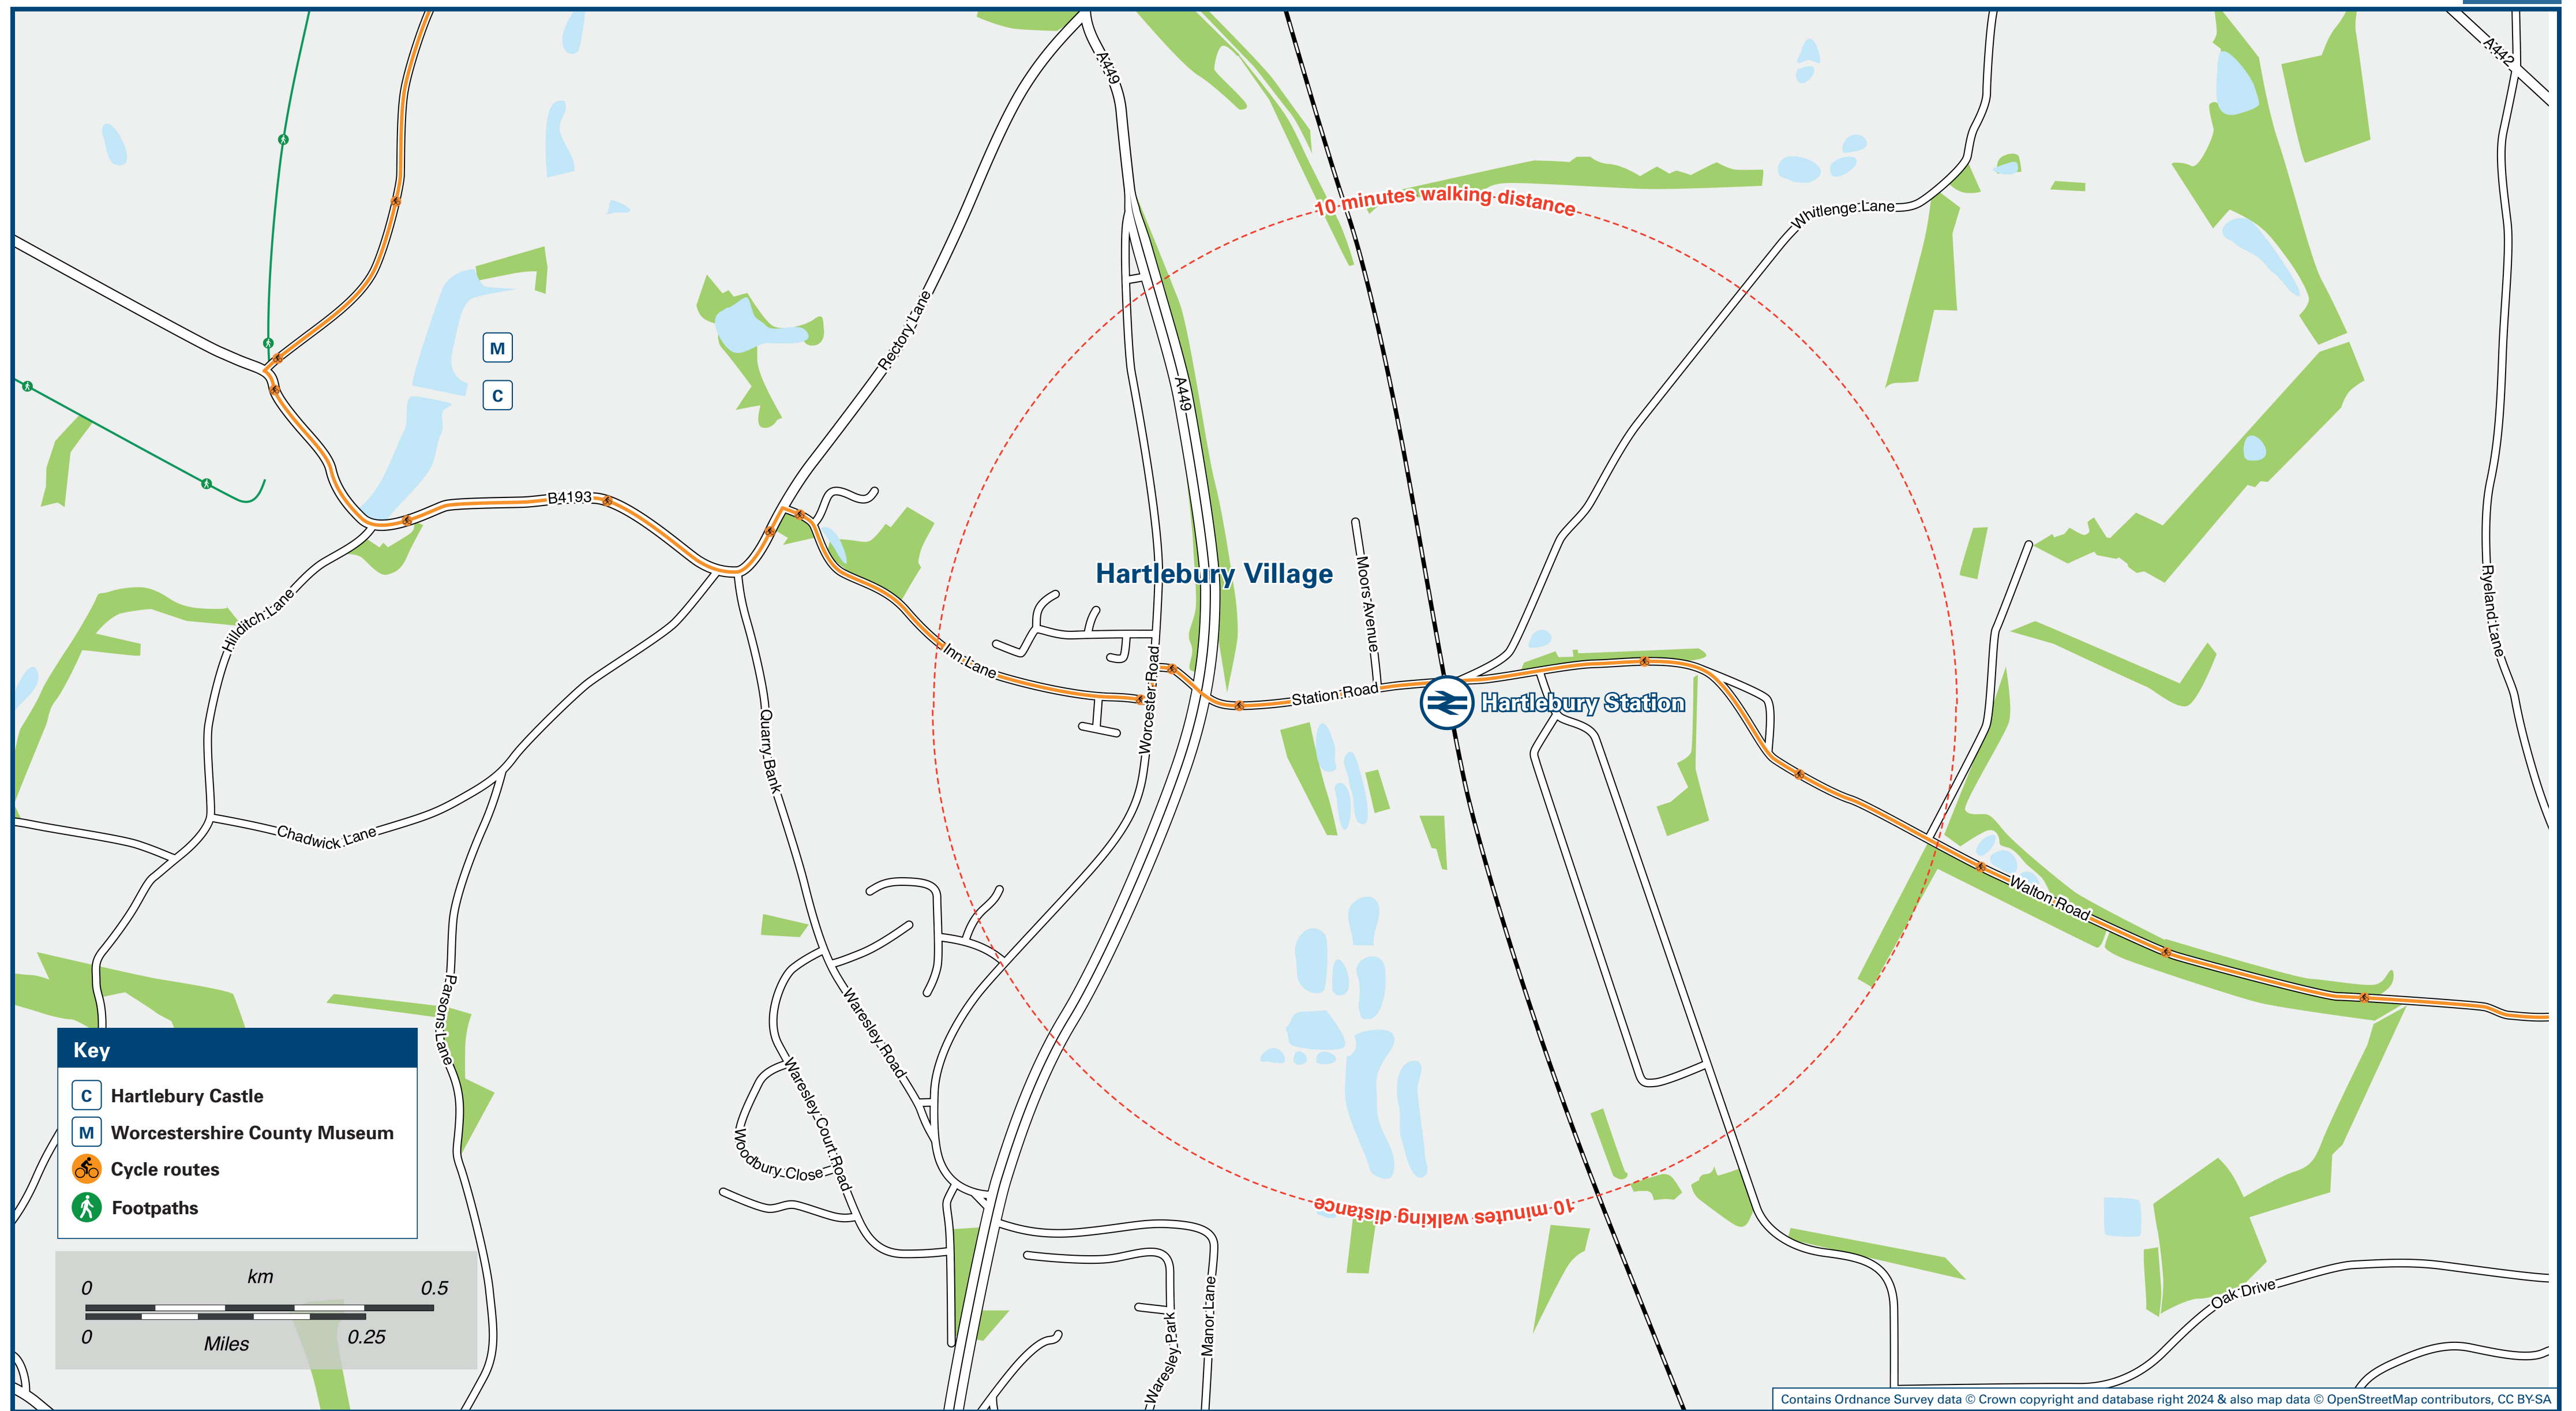 A449
A442
10 minutes walking distance
Whitlenge Lane
Rectory Lane
M
C
A449
B4193
Hartlebury Village
Moors Avenue
Ryeland Lane
Hillditch Lane
Inn Lane
Worcester Road
Station Road
Hartlebury Station
Quarry Bank
Chadwick Lane
Walton Road
Parsons Lane
Waresley Road
Waresley Court Road
Woodbury Close
10 minutes walking distance
Oak Drive
Manor Lane
Waresley Park
Key
C Hartlebury Castle
M Worcestershire County Museum
Cycle routes
Footpaths
km
0 0.5
0 0.25
Miles
Contains Ordnance Survey data © Crown copyright and database right 2024 & also map data © OpenStreetMap contributors, CC BY-SA